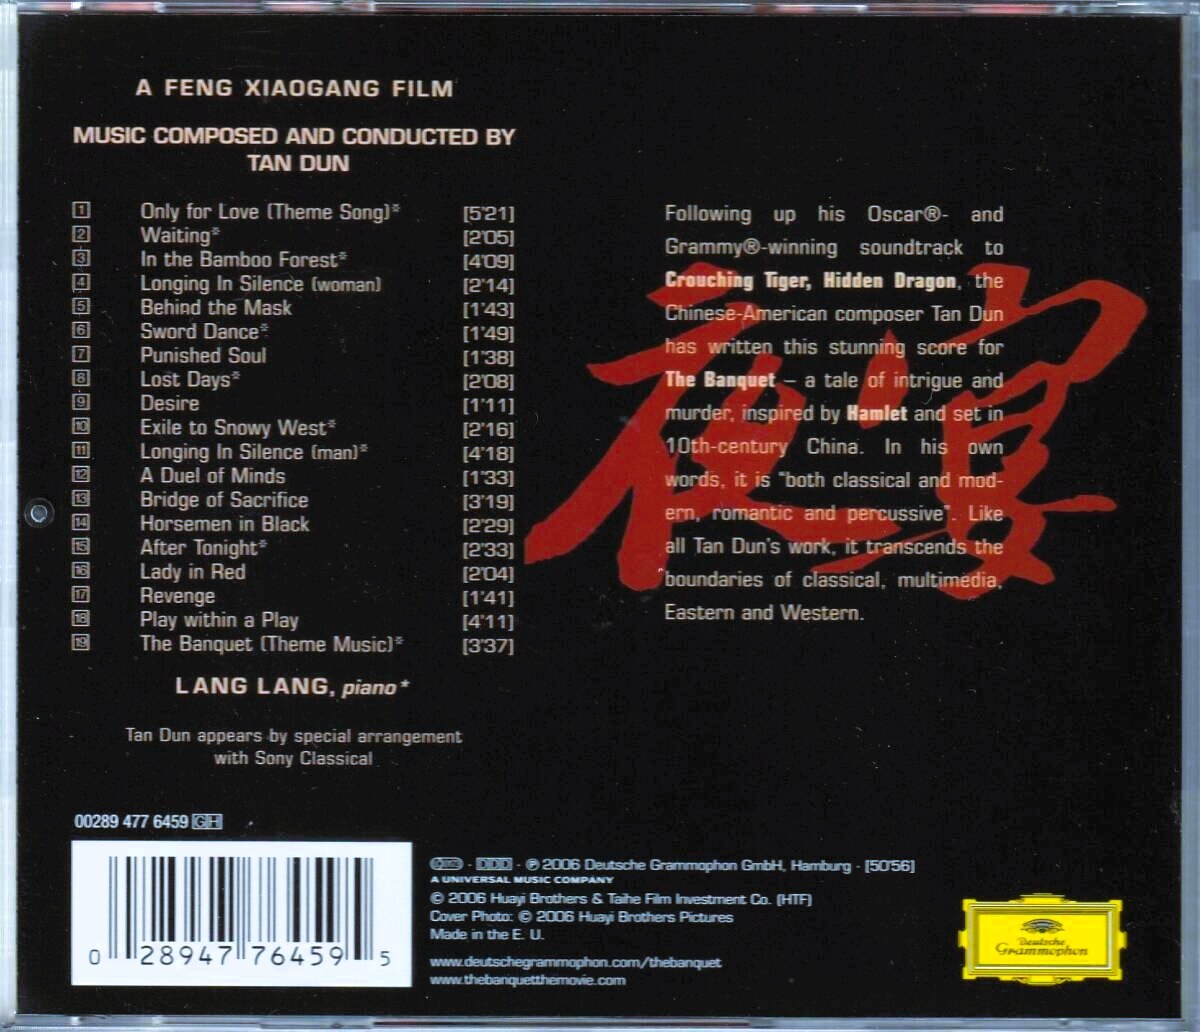 A FENG XIAOGANG FILM
MUSIC COMPOSED AND CONDUCTED BY
TAN DUN
1 Only for Love (Theme Song)* [5'21]
2 Waiting* [2'05]
3 In the Bamboo Forest* [4'09]
4 Longing In Silence (woman) [2'14]
5 Behind the Mask [1'43]
6 Sword Dance* [1'49]
7 Punished Soul [1'38]
8 Lost Days* [2'08]
9 Desire [1'11]
10 Exile to Snowy West* [2'16]
11 Longing In Silence (man)* [4'18]
12 A Duel of Minds [1'33]
13 Bridge of Sacrifice [3'19]
14 Horsemen in Black [2'29]
15 After Tonight* [2'33]
16 Lady in Red [2'04]
17 Revenge [1'41]
18 Play within a Play [4'11]
19 The Banquet (Theme Music)* [3'37]
LANG LANG, piano*
Tan Dun appears by special arrangement
with Sony Classical
夜宴
Following up his Oscar®- and
Grammy®-winning soundtrack to
Crouching Tiger, Hidden Dragon, the
Chinese-American composer Tan Dun
has written this stunning score for
The Banquet – a tale of intrigue and
murder, inspired by Hamlet and set in
10th-century China. In his own
words, it is "both classical and mod-
ern, romantic and percussive". Like
all Tan Dun's work, it transcends the
boundaries of classical, multimedia,
Eastern and Western.
00289 477 6459 GH
0 28947 76459 5
DDD · ℗ 2006 Deutsche Grammophon GmbH, Hamburg · [50'56]
A UNIVERSAL MUSIC COMPANY
© 2006 Huayi Brothers & Taihe Film Investment Co. (HTF)
Cover Photo: © 2006 Huayi Brothers Pictures
Made in the E. U.
www.deutschegrammophon.com/thebanquet
www.thebanquetthemovie.com
Deutsche
Grammophon